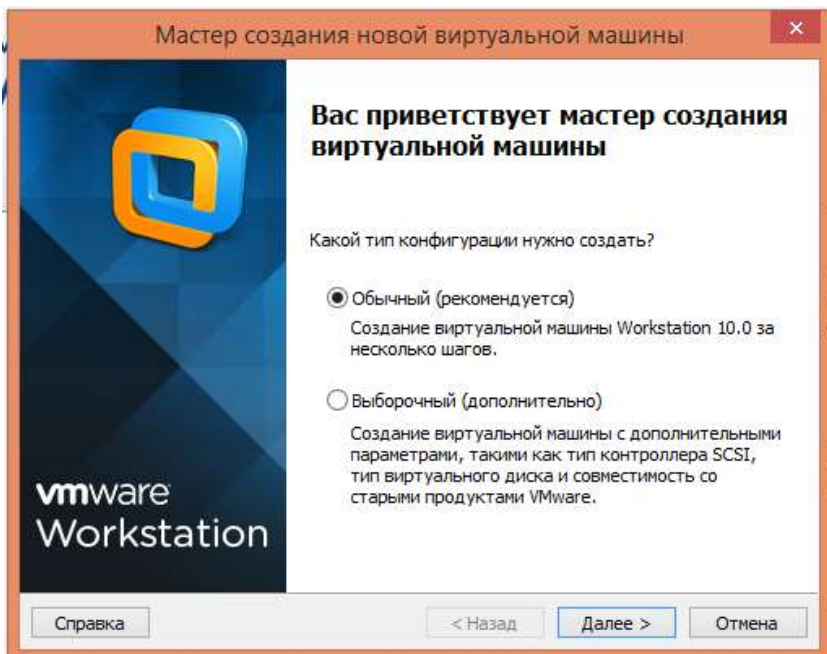 Мастер создания новой виртуальной машины
Вас приветствует мастер создания
виртуальной машины
Какой тип конфигурации нужно создать?
Обычный (рекомендуется)
Создание виртуальной машины Workstation 10.0 за
несколько шагов.
Выборочный (дополнительно)
Создание виртуальной машины с дополнительными
параметрами, такими как тип контроллера SCSI,
тип виртуального диска и совместимость со
старыми продуктами VMware.
vmware
Workstation
Справка
< Назад
Далее >
Отмена